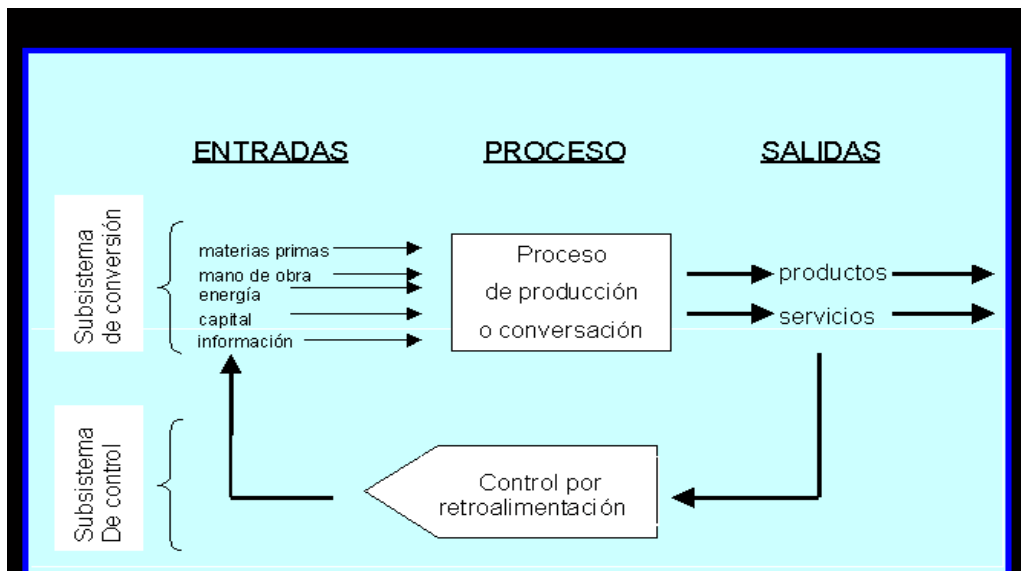 ENTRADAS PROCESO SALIDAS
Subsistema
de conversión
materias primas
mano de obra
energía
capital
información
Proceso
de producción
o conversación
productos
servicios
Subsistema
De control
Control por
retroalimentación